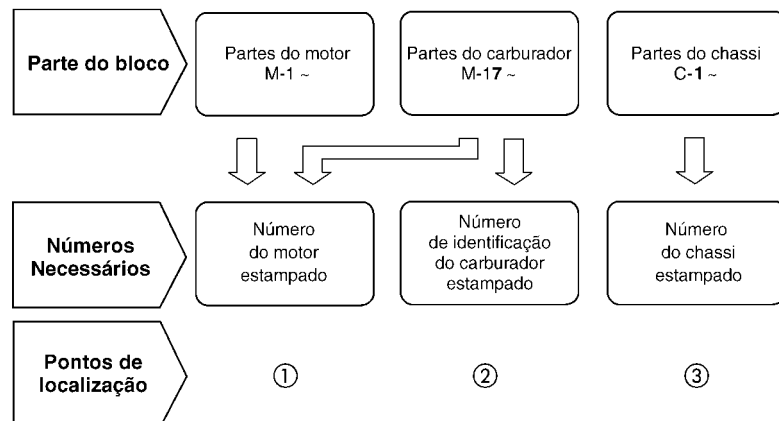 Parte do bloco
Partes do motor
M-1 ~
Partes do carburador
M-17 ~
Partes do chassi
C-1 ~
Números
Necessários
Número
do motor
estampado
Número
de identificação
do carburador
estampado
Número
do chassi
estampado
Pontos de
localização
①
②
③